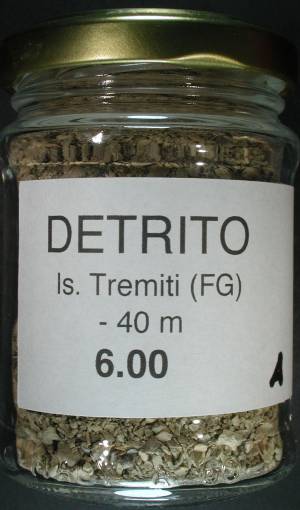 DETRITO
Is. Tremiti (FG)
- 40 m
6.00
A